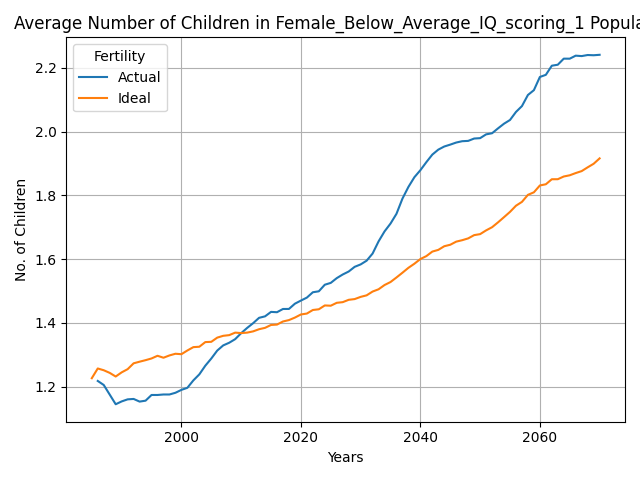 Average Number of Children in Female_Below_Average_IQ_scoring_1 Popula
Fertility
Actual
Ideal
No. of Children
2.2
2.0
1.8
1.6
1.4
1.2
2000 2020 2040 2060
Years